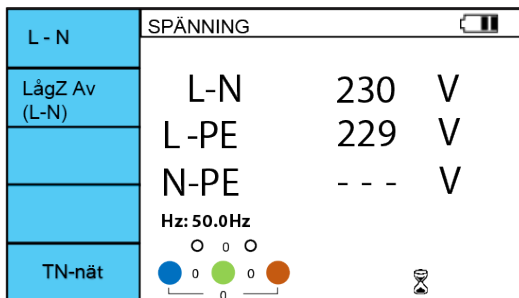 L - N
SPÄNNING
LågZ Av
(L-N)
L-N 230 V
L-PE 229 V
N-PE - - - V
Hz: 50.0Hz
0
0 0
0
TN-nät